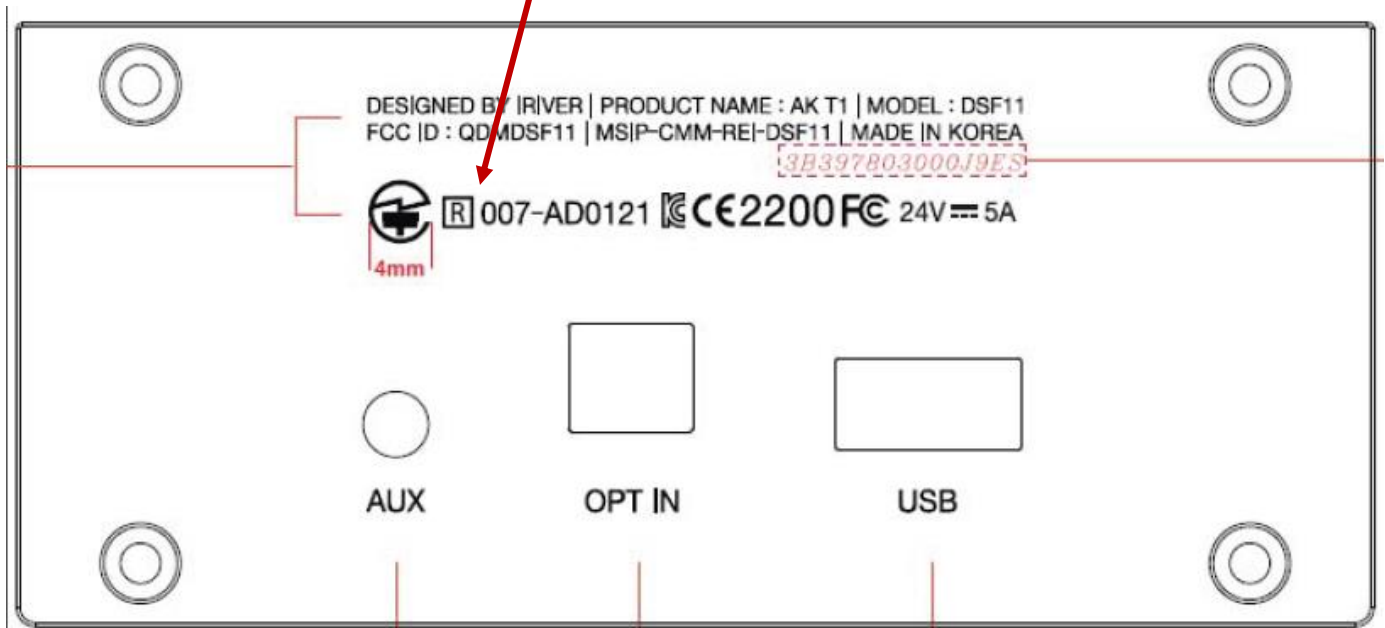 DESIGNED BY IRIVER | PRODUCT NAME : AK T1 | MODEL : DSF11
FCC ID : QDMDSF11 | MSIP-CMM-REI-DSF11 | MADE IN KOREA
3B397803000J9ES
R 007-AD0121 CE2200 FC 24V 5A
4mm
AUX OPT IN USB